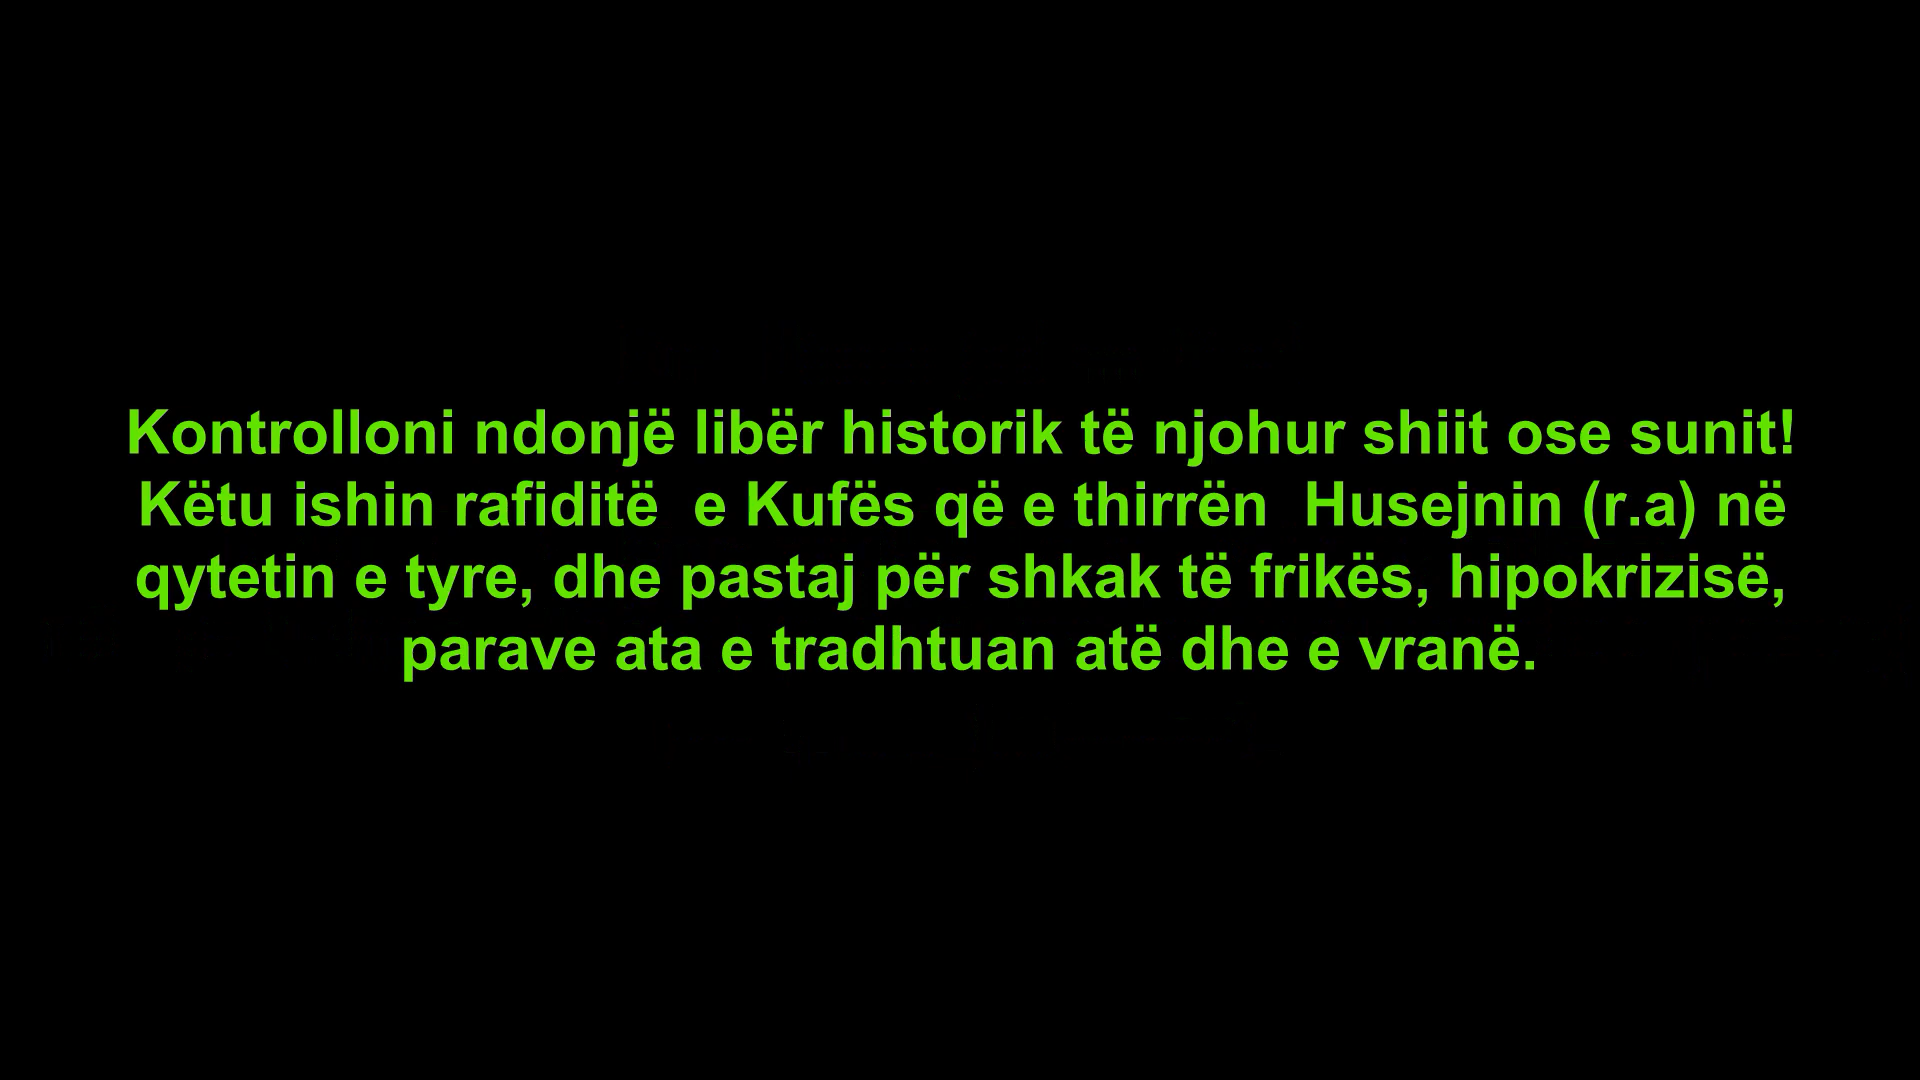 Kontrolloni ndonjë libër historik të njohur shiit ose sunit!
Këtu ishin rafiditë  e Kufës që e thirrën  Husejnin (r.a) në
qytetin e tyre, dhe pastaj për shkak të frikës, hipokrizisë,
parave ata e tradhtuan atë dhe e vranë.